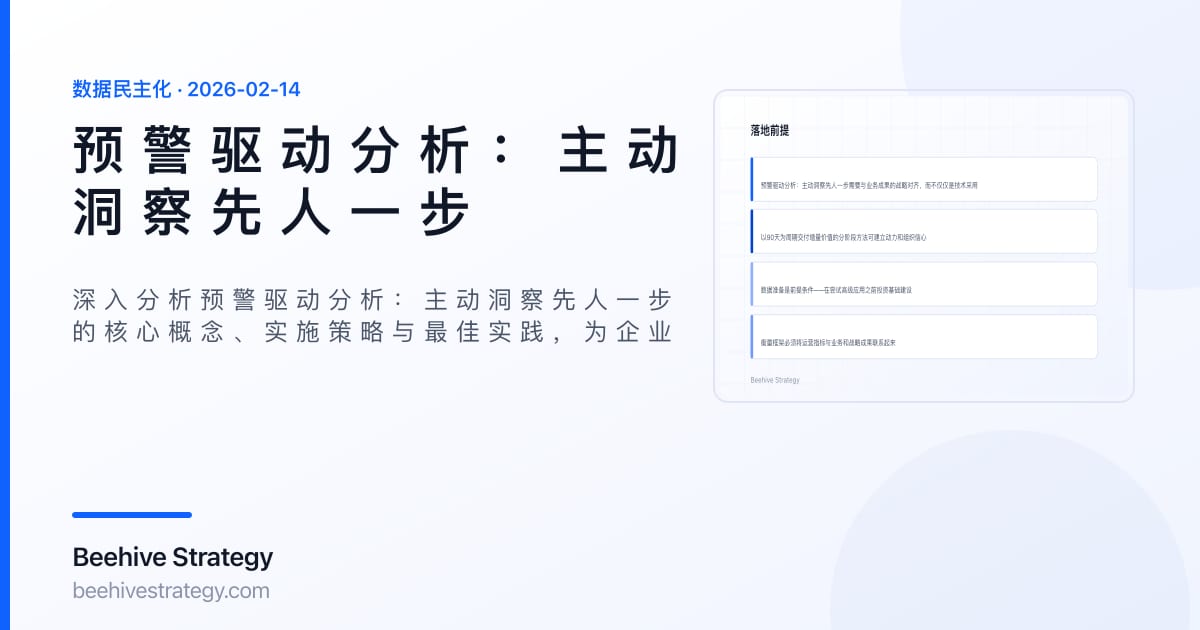 数据民主化 · 2026-02-14
预警驱动分析：主动
洞察先人一步
深入分析预警驱动分析：主动洞察先人一步
的核心概念、实施策略与最佳实践，为企业
落地前提
预警驱动分析：主动洞察先人一步需要与业务成果的战略对齐，而不仅仅是技术采用
以90天为周期交付增量价值的分阶段方法可建立动力和组织信心
数据准备是前提条件——在尝试高级应用之前投资基础建设
衡量框架必须将运营指标与业务和战略成果联系起来
Beehive Strategy
Beehive Strategy
beehivestrategy.com